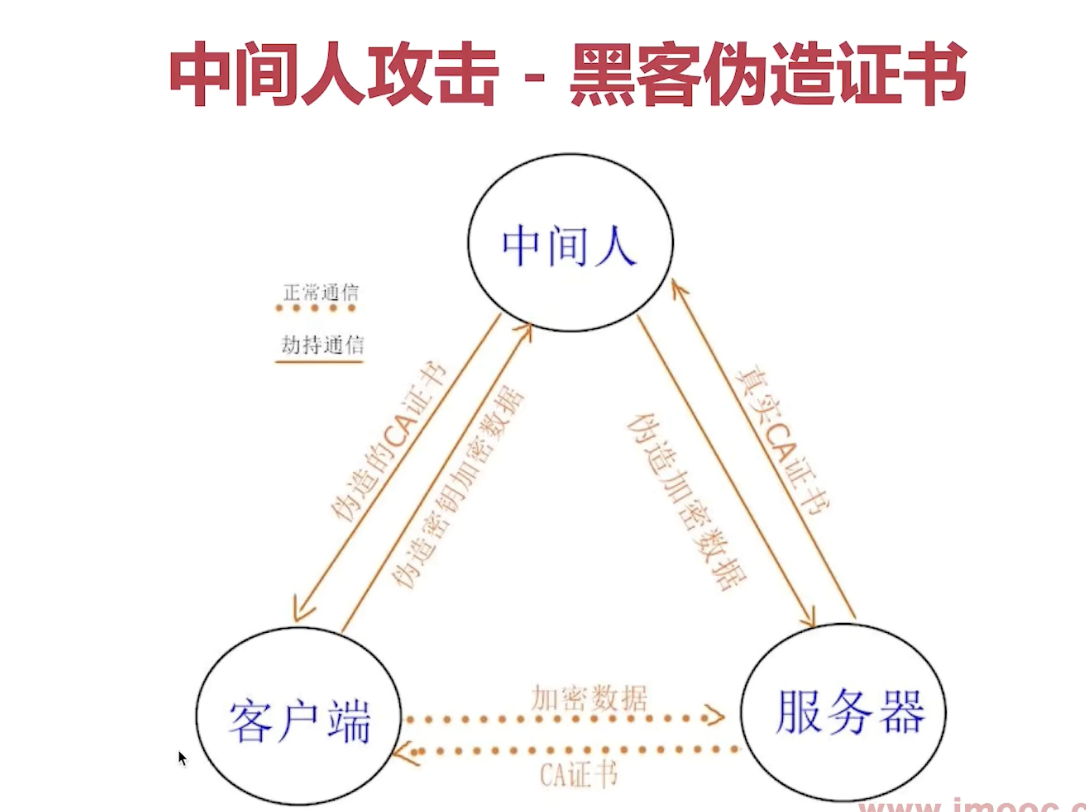 中间人攻击 - 黑客伪造证书
中间人
正常通信
劫持通信
伪造的CA证书
伪造密钥加密数据
伪造加密数据
真实CA证书
客户端
加密数据
CA证书
服务器